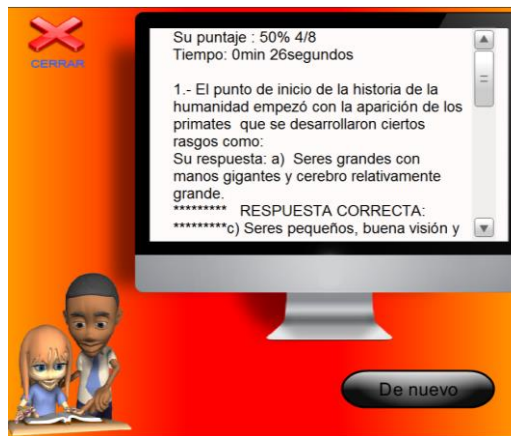 CERRAR
Su puntaje : 50% 4/8
Tiempo: 0min 26segundos
1.- El punto de inicio de la historia de la
humanidad empezó con la aparición de los
primates  que se desarrollaron ciertos
rasgos como:
Su respuesta: a)  Seres grandes con
manos gigantes y cerebro relativamente
grande.
*********   RESPUESTA CORRECTA:
*********c) Seres pequeños, buena visión y
De nuevo